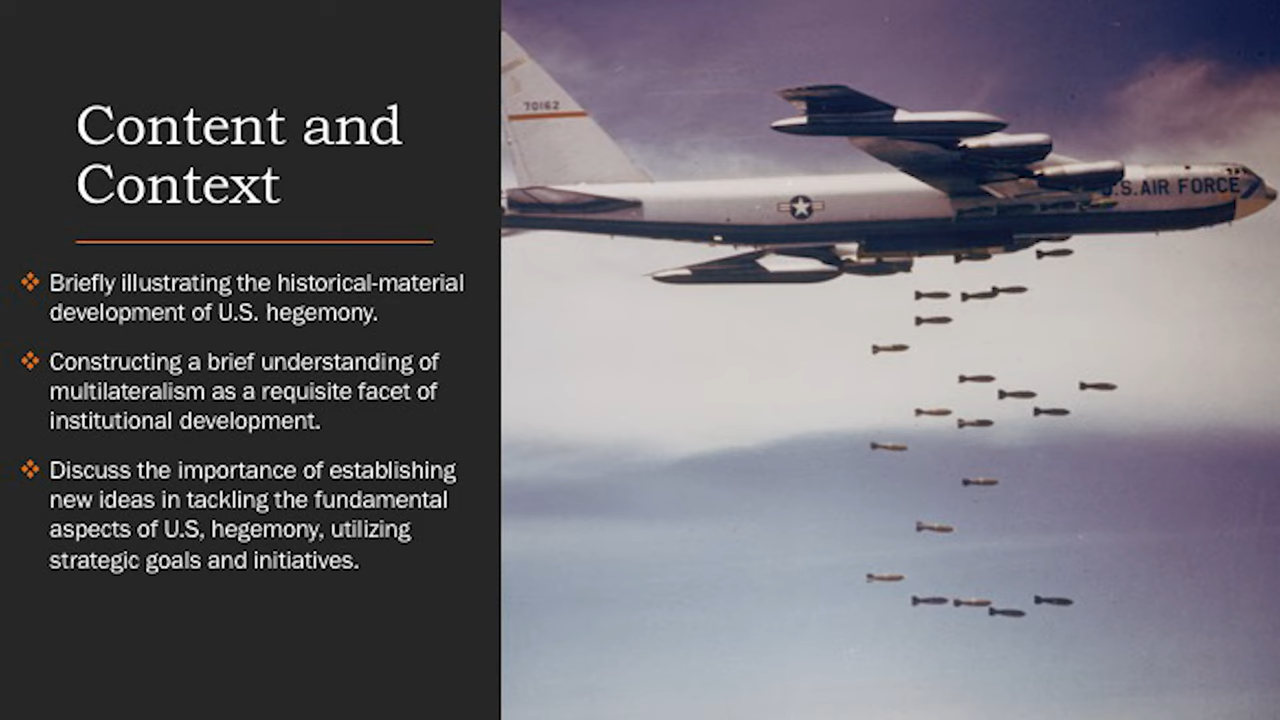 Content and
Context
Briefly illustrating the historical-material
development of U.S. hegemony.
Constructing a brief understanding of
multilateralism as a requisite facet of
institutional development.
Discuss the importance of establishing
new ideas in tackling the fundamental
aspects of U.S, hegemony, utilizing
strategic goals and initiatives.
70162
U.S.AIR FORCE